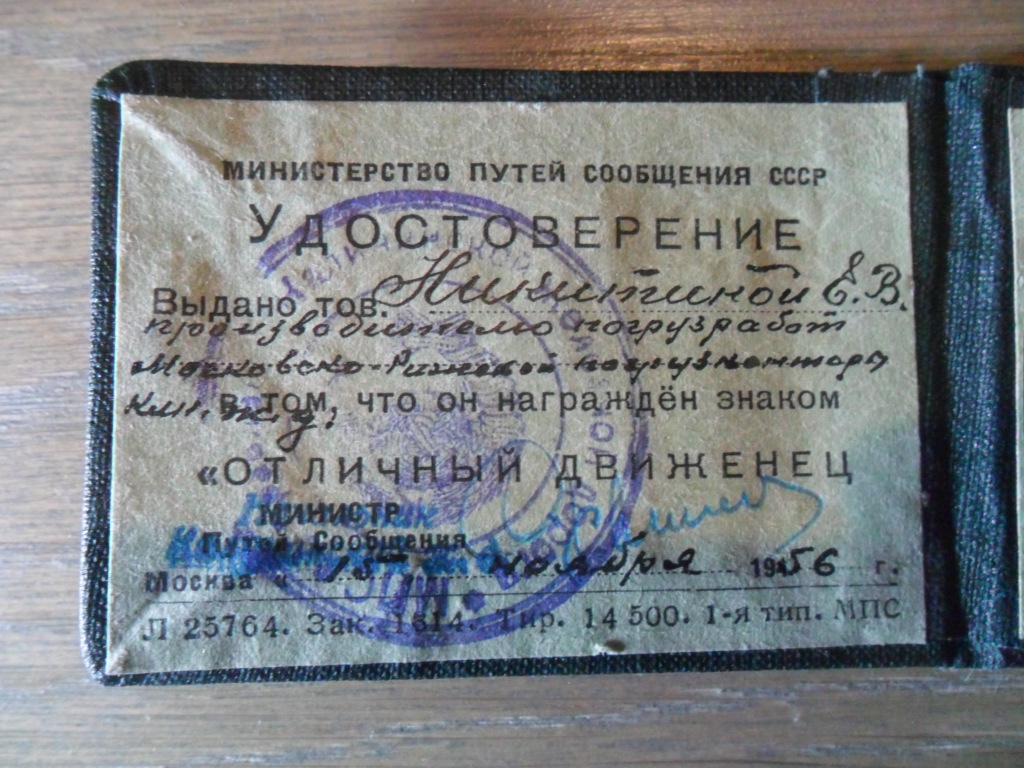 МИНИСТЕРСТВО ПУТЕЙ СООБЩЕНИЯ СССР
УДОСТОВЕРЕНИЕ
Выдано тов. Никитиной Е.В.
производителю погрузработ
Московско-Рижской погрузконторы
Клн. ж.д. в том, что он награждён знаком
«ОТЛИЧНЫЙ ДВИЖЕНЕЦ
МИНИСТР
Путей Сообщения
Москва « 15 ноября 1956 г.
Л 25764. Зак. 1614. Тир. 14 500. 1-я тип. МПС